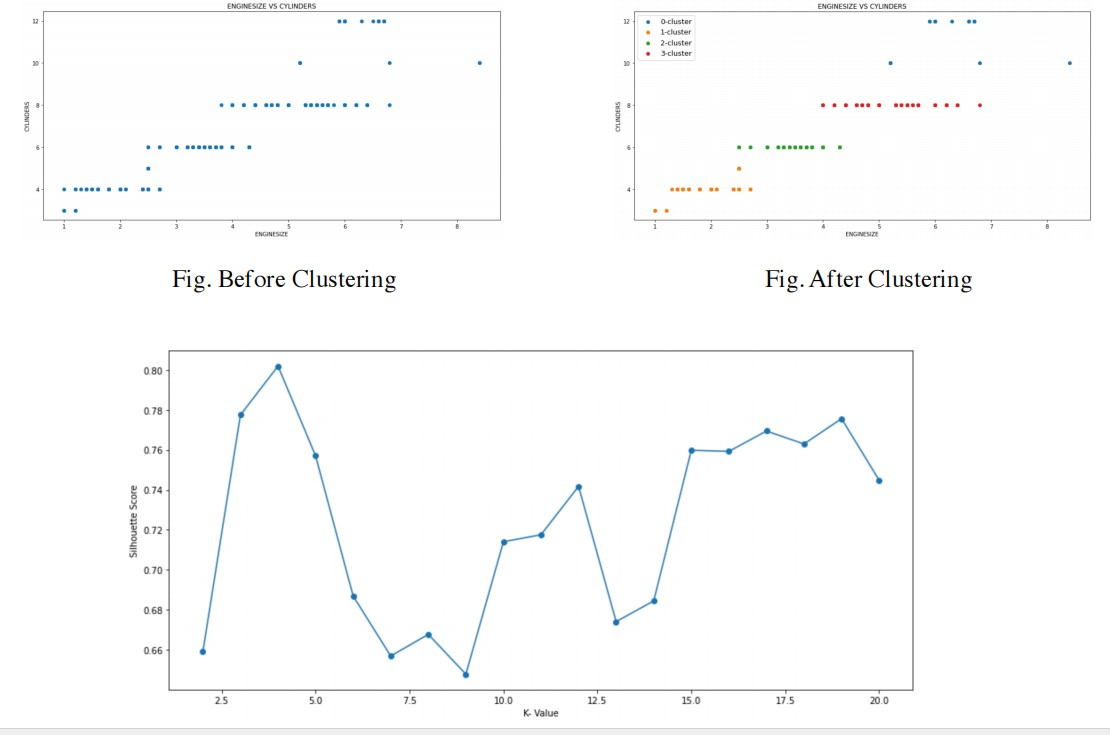 ENGINESIZE VS CYLINDERS
12
10
8
6
4
CYLINDERS
1 2 3 4 5 6 7 8
ENGINESIZE
Fig. Before Clustering
ENGINESIZE VS CYLINDERS
0-cluster
1-cluster
2-cluster
3-cluster
12
10
8
6
4
CYLINDERS
1 2 3 4 5 6 7 8
ENGINESIZE
Fig. After Clustering
0.80
0.78
0.76
0.74
0.72
0.70
0.68
0.66
Silhouette Score
2.5 5.0 7.5 10.0 12.5 15.0 17.5 20.0
K- Value